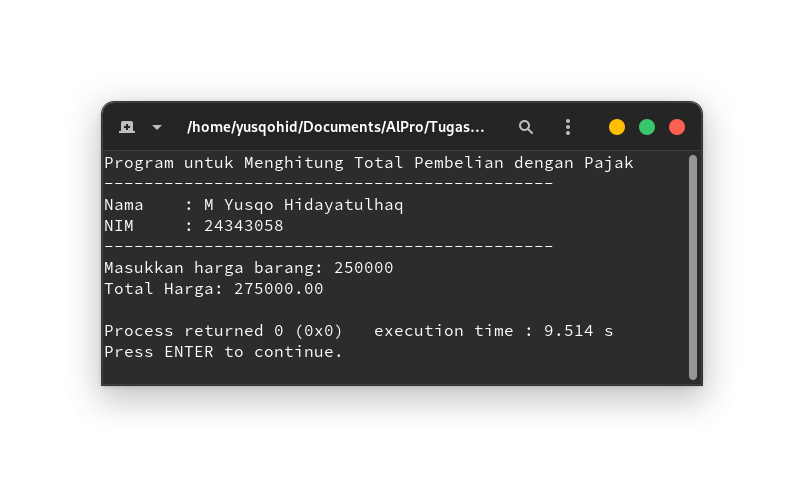 /home/yusqohid/Documents/AlPro/Tugas...
Program untuk Menghitung Total Pembelian dengan Pajak
---------------------------------------------
Nama    : M Yusqo Hidayatulhaq
NIM     : 24343058
---------------------------------------------
Masukkan harga barang: 250000
Total Harga: 275000.00
Process returned 0 (0x0)   execution time : 9.514 s
Press ENTER to continue.